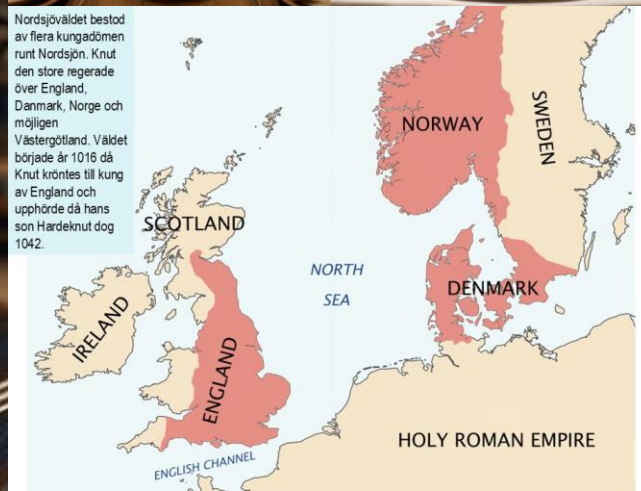 Nordsjöväldet bestod
av flera kungadömen
runt Nordsjön. Knut
den store regerade
över England,
Danmark, Norge och
möjligen
Västergötland. Väldet
började år 1016 då
Knut kröntes till kung
av England och
upphörde då hans
son Hardeknut dog
1042.
NORWAY
SWEDEN
SCOTLAND
NORTH
SEA
DENMARK
IRELAND
ENGLAND
HOLY ROMAN EMPIRE
ENGLISH CHANNEL